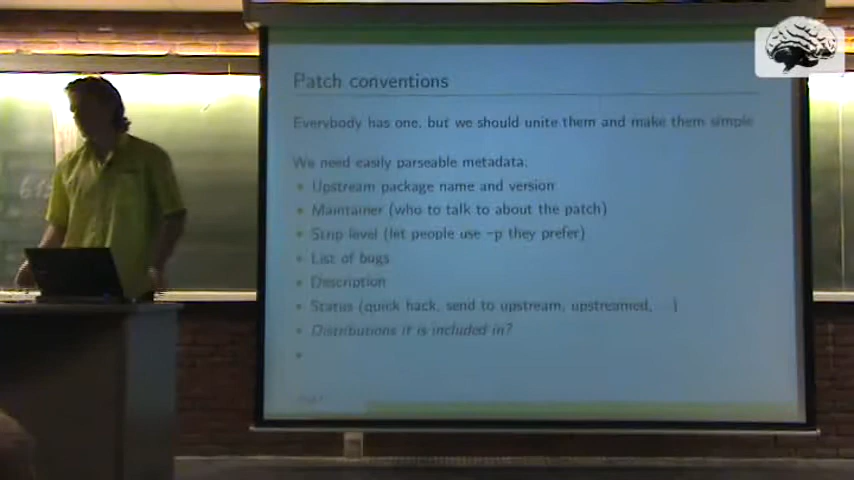 Patch conventions
Everybody has one, but we should unite them and make them simple
We need easily parseable metadata:
Upstream package name and version
Maintainer (who to talk to about the patch)
Strip level (let people use -p they prefer)
List of bugs
Description
Status (quick hack, send to upstream, upstreamed, ...)
Distributions it is included in?